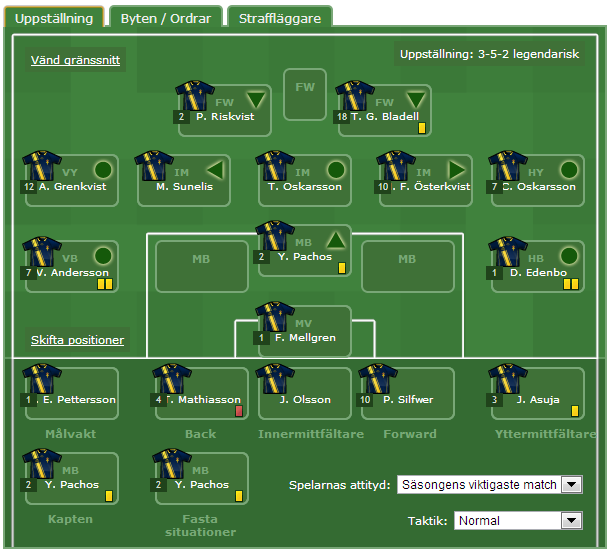 Uppställning
Byten / Ordrar
Straffläggare
Vänd gränssnitt
Uppställning: 3-5-2 legendarisk
FW
FW
FW
2 P. Riskvist
18 T. G. Bladell
VY
IM
IM
IM
HY
12 A. Grenkvist
M. Sunelis
T. Oskarsson
10 . F. Österkvist
7 C. Oskarsson
VB
MB
MB
MB
HB
7 V. Andersson
2 Y. Pachos
1 D. Edenbo
MV
1 F. Mellgren
Skifta positioner
1 . E. Pettersson
4 T. Mathiasson
J. Olsson
10 P. Silfwer
3 J. Asuja
Målvakt
Back
Innermittfältare
Forward
Yttermittfältare
MB
MB
2 Y. Pachos
2 Y. Pachos
Kapten
Fasta situationer
Spelarnas attityd: Säsongens viktigaste match
Taktik: Normal